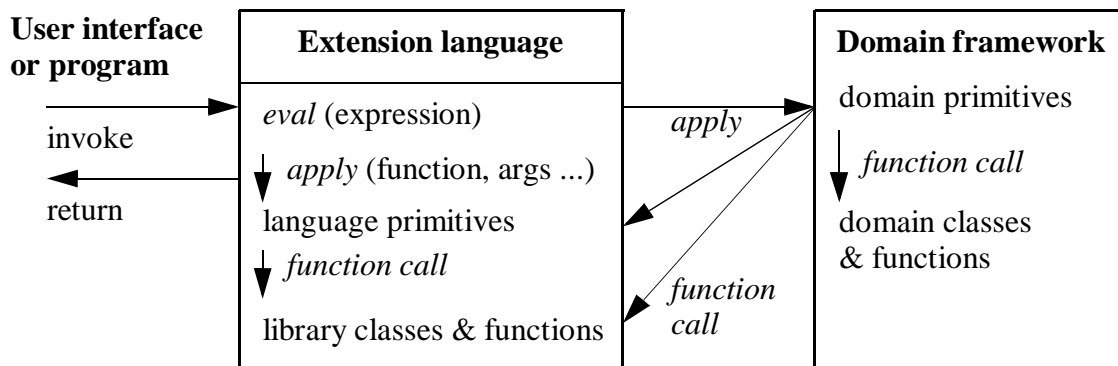 User interface
or program
invoke
return
Extension language
eval (expression)
apply (function, args ...)
language primitives
function call
library classes & functions
apply
function
call
Domain framework
domain primitives
function call
domain classes
& functions